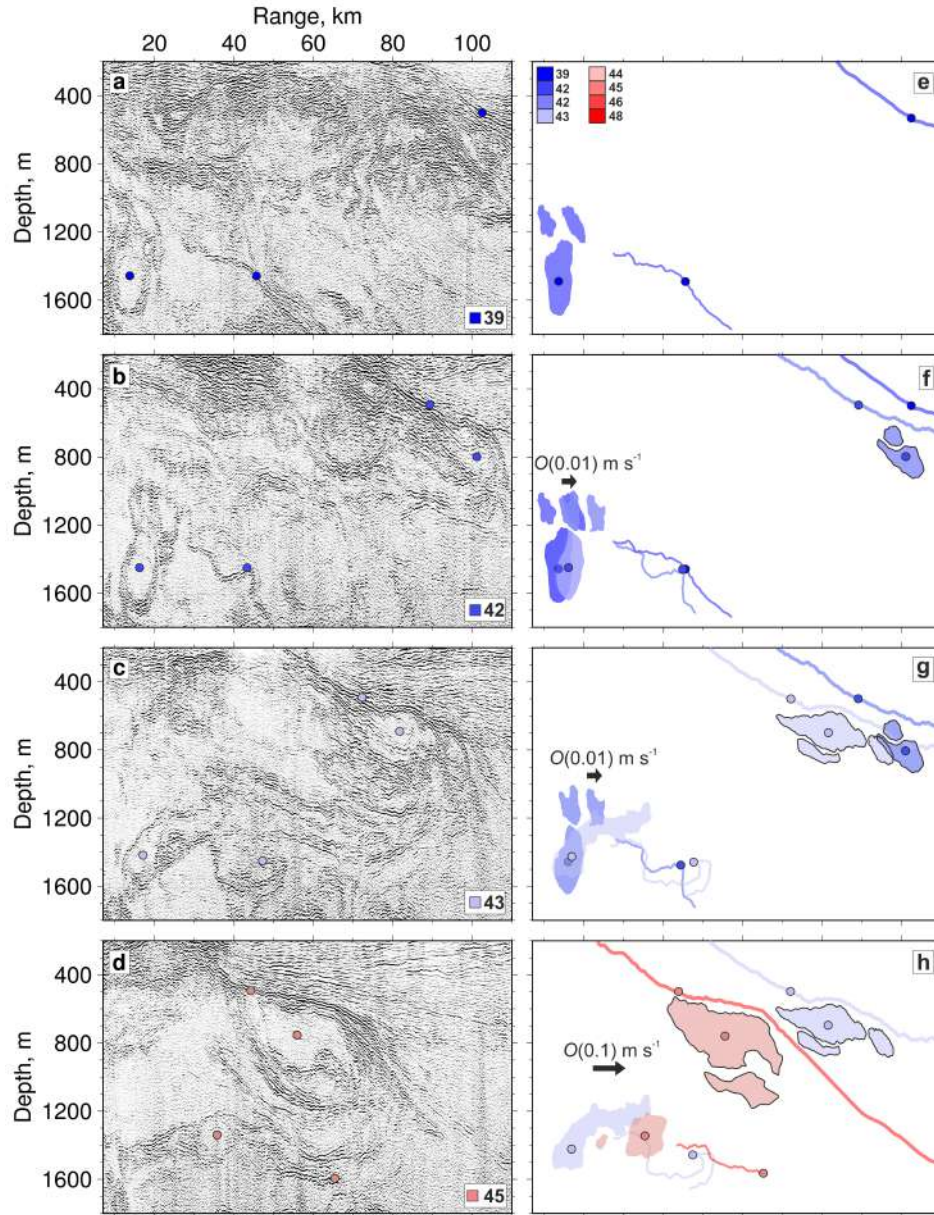 Range, km
20 40 60 80 100
a
Depth, m
400
800
1200
1600
39
e
39 44
42 45
42 46
43 48
b
Depth, m
400
800
1200
1600
42
f
O(0.01) m s⁻¹
c
Depth, m
400
800
1200
1600
43
g
O(0.01) m s⁻¹
d
Depth, m
400
800
1200
1600
45
h
O(0.1) m s⁻¹